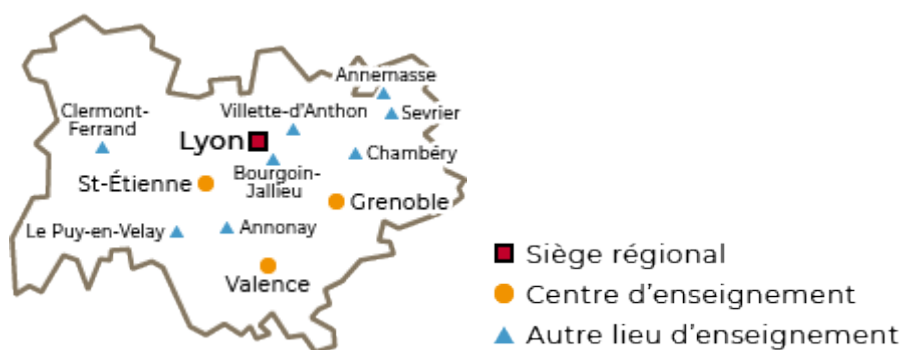 Annernasse
Clermont-
Ferrand
Villette-d'Anthon
Sevrier
Lyon
Chambéry
Bourgoin-
Jallieu
St-Étienne
Grenoble
Le Puy-en-Velay
Annonay
Valence
Siège régional
Centre d'enseignement
Autre lieu d'enseignement